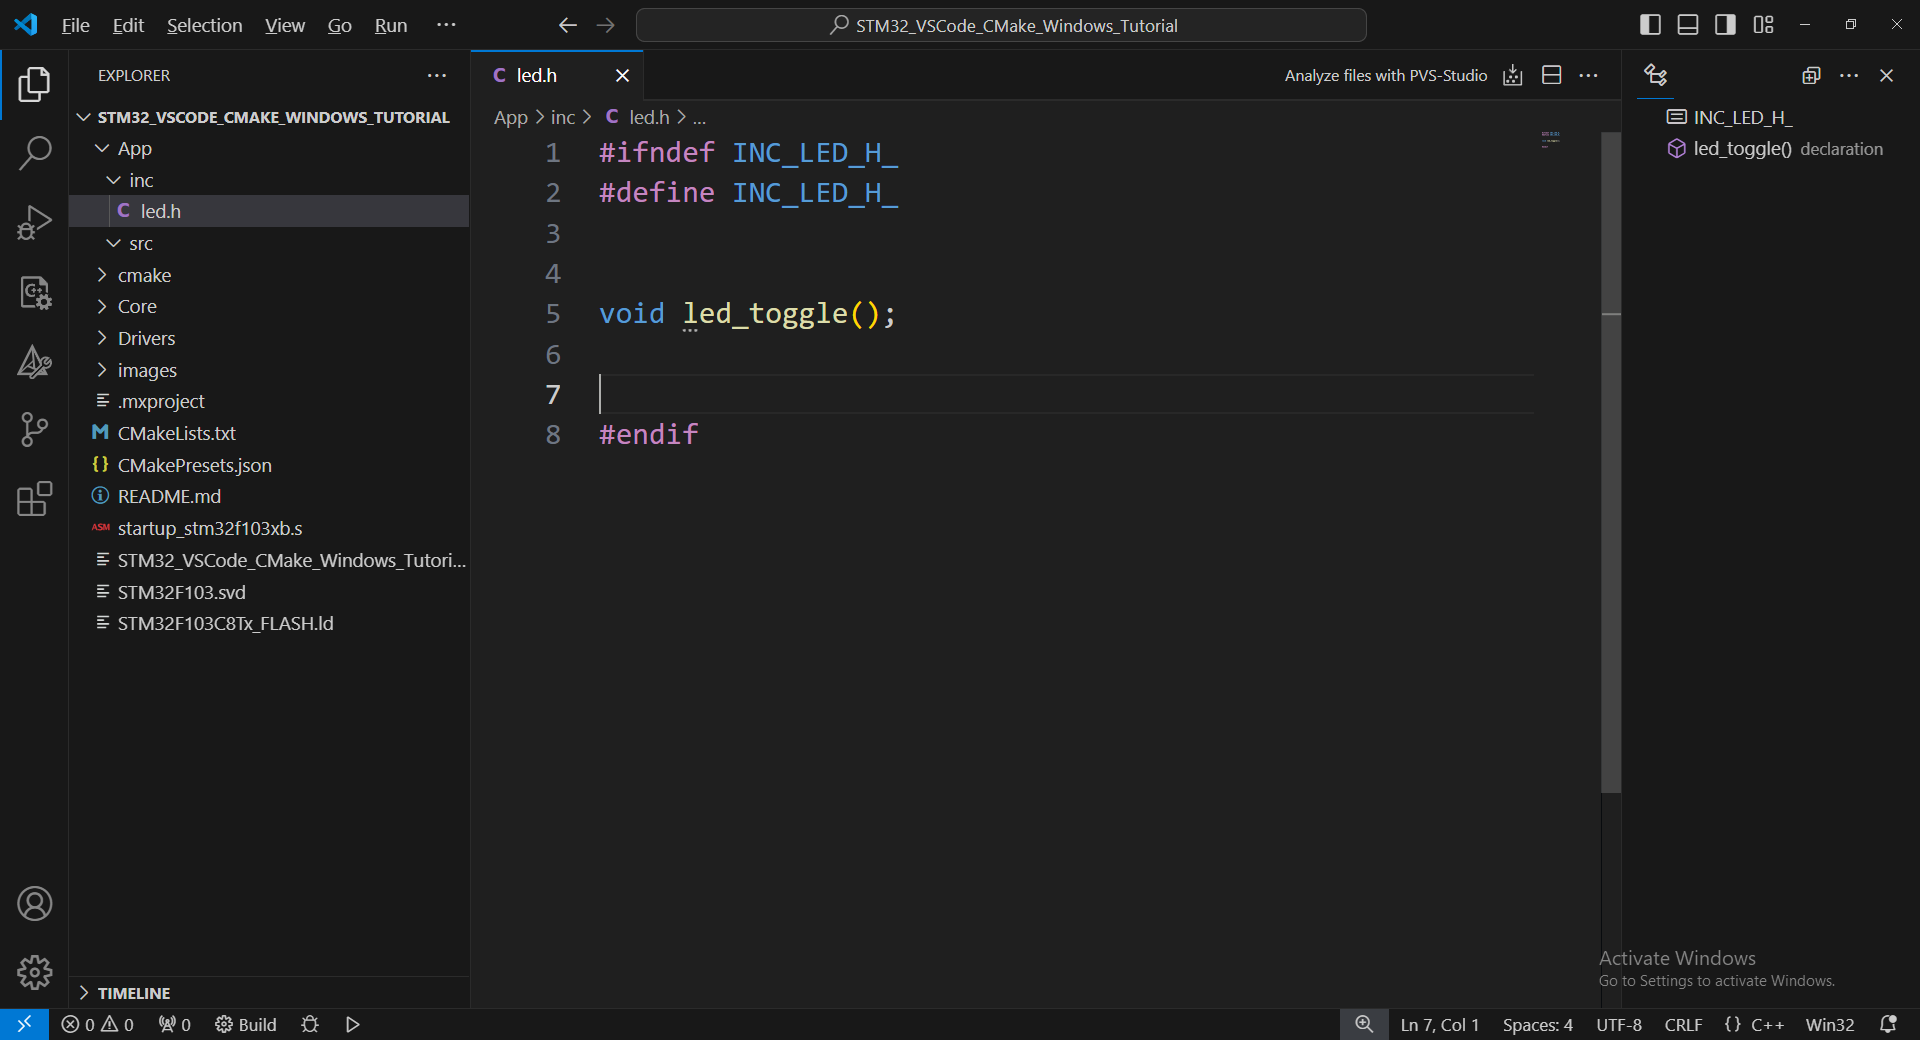 File Edit Selection View Go Run ···
STM32_VSCode_CMake_Windows_Tutorial
EXPLORER
STM32_VSCODE_CMAKE_WINDOWS_TUTORIAL
App
inc
C led.h
src
cmake
Core
Drivers
images
.mxproject
M CMakeLists.txt
{} CMakePresets.json
README.md
ASM startup_stm32f103xb.s
STM32_VSCode_CMake_Windows_Tutori...
STM32F103.svd
STM32F103C8Tx_FLASH.ld
TIMELINE
C led.h
Analyze files with PVS-Studio
App > inc > C led.h > ...
1 #ifndef INC_LED_H_
2 #define INC_LED_H_
3
4
5 void led_toggle();
6
7
8 #endif
INC_LED_H_
led_toggle() declaration
Activate Windows
Go to Settings to activate Windows.
0 0 0 Build
Ln 7, Col 1 Spaces: 4 UTF-8 CRLF {} C++ Win32